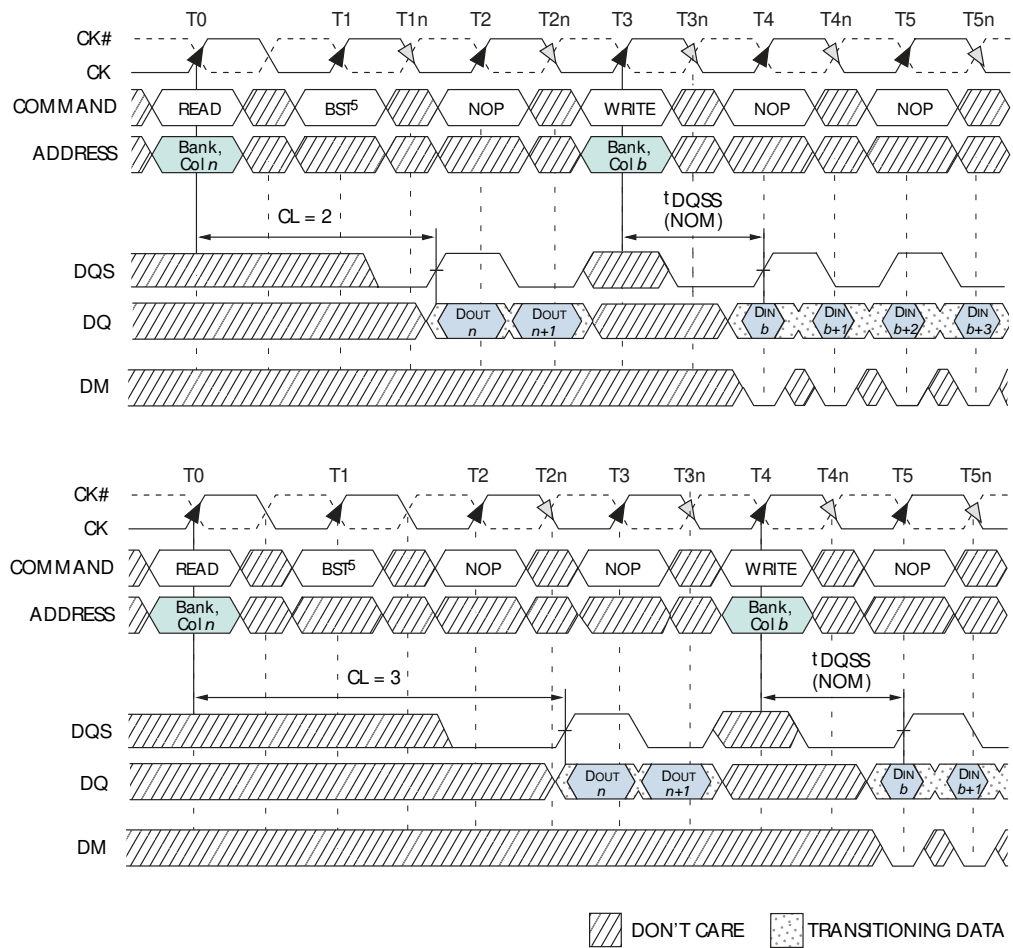 T0 T1 T1n T2 T2n T3 T3n T4 T4n T5 T5n
CK#
CK
COMMAND READ BST5 NOP WRITE NOP NOP
ADDRESS Bank, Col n Bank, Col b
CL = 2 tDQSS (NOM)
DQS
DQ DOUT n DOUT n+1 DIN b DIN b+1 DIN b+2 DIN b+3
DM
T0 T1 T2 T2n T3 T3n T4 T4n T5 T5n
CK#
CK
COMMAND READ BST5 NOP NOP WRITE NOP
ADDRESS Bank, Col n Bank, Col b
CL = 3 tDQSS (NOM)
DQS
DQ DOUT n DOUT n+1 DIN b DIN b+1
DM
DON'T CARE TRANSITIONING DATA